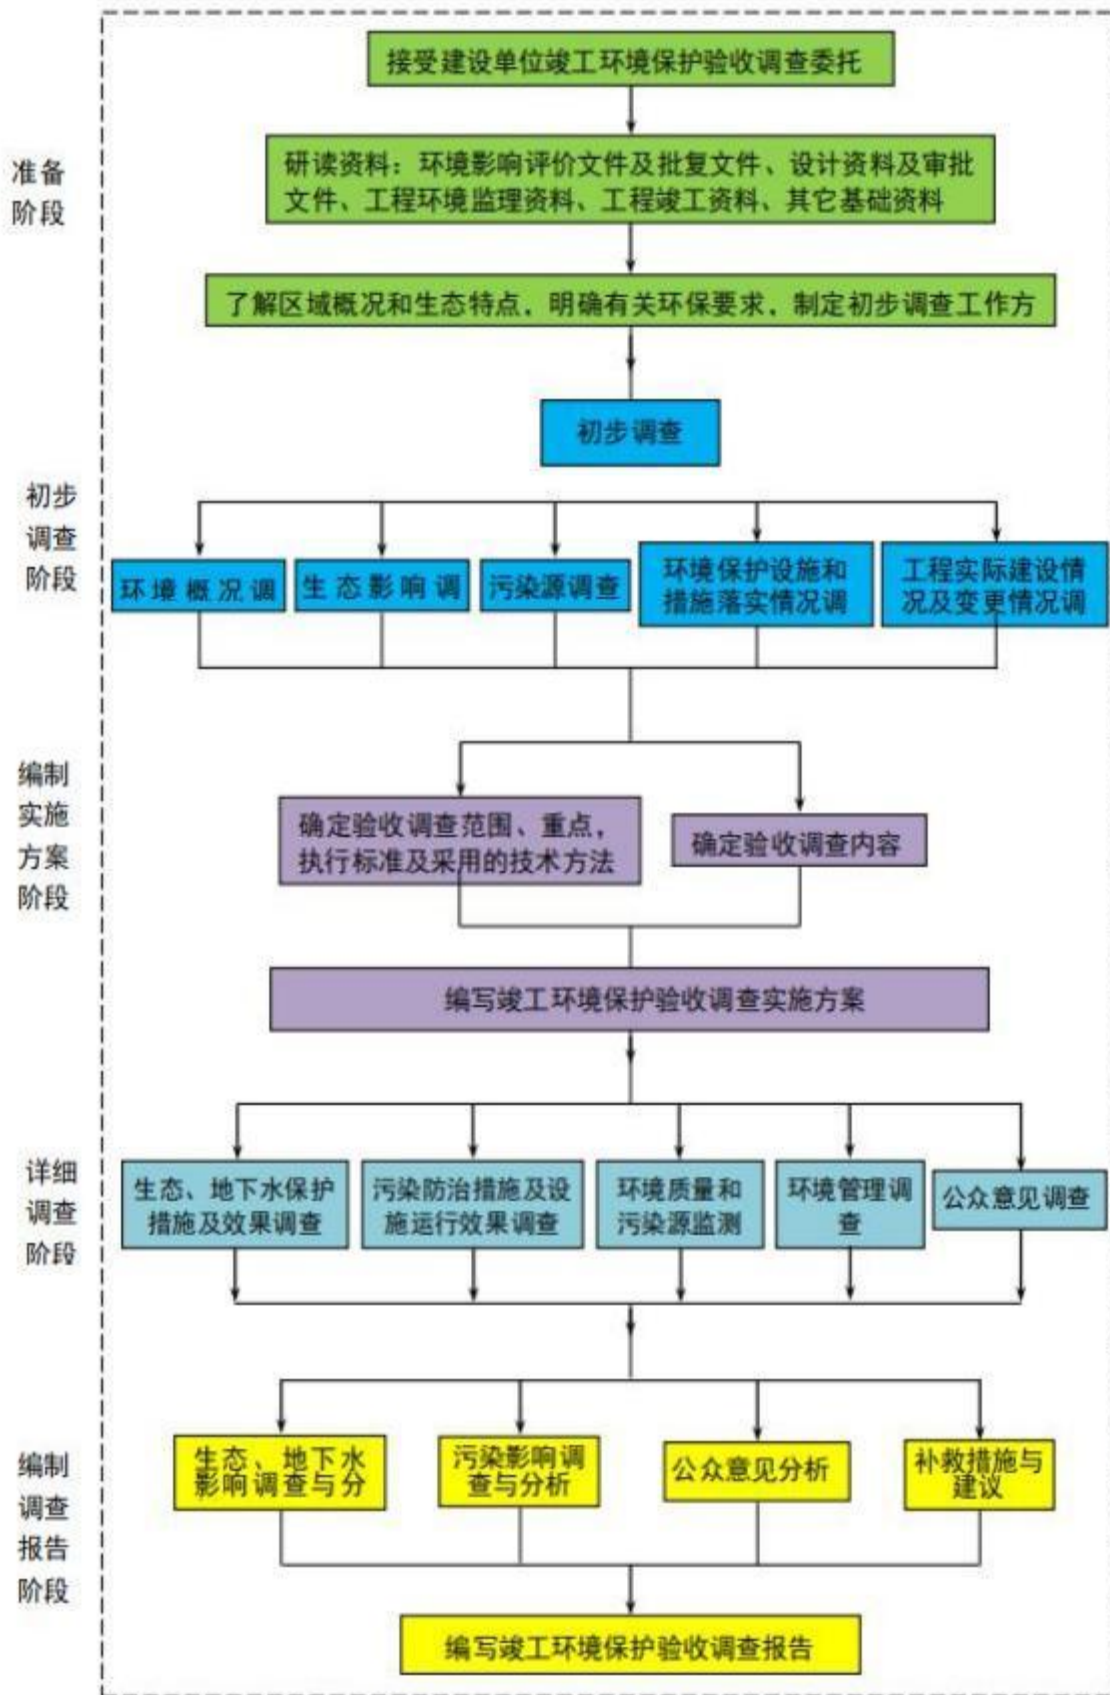 接受建设单位竣工环境保护验收调查委托
准备
阶段
研读资料：环境影响评价文件及批复文件、设计资料及审批
文件、工程环境监理资料、工程竣工资料、其它基础资料
了解区域概况和生态特点，明确有关环保要求，制定初步调查工作方
初步调查
初步
调查
阶段
环境概况调
生态影响调
污染源调查
环境保护设施和
措施落实情况调
工程实际建设情
况及变更情况调
编制
实施
方案
阶段
确定验收调查范围、重点，
执行标准及采用的技术方法
确定验收调查内容
编写竣工环境保护验收调查实施方案
详细
调查
阶段
生态、地下水保护
措施及效果调查
污染防治措施及设
施运行效果调查
环境质量和
污染源监测
环境管理调
查
公众意见调查
编制
调查
报告
阶段
生态、地下水
影响调查与分
污染影响调
查与分析
公众意见分析
补救措施与
建议
编写竣工环境保护验收调查报告